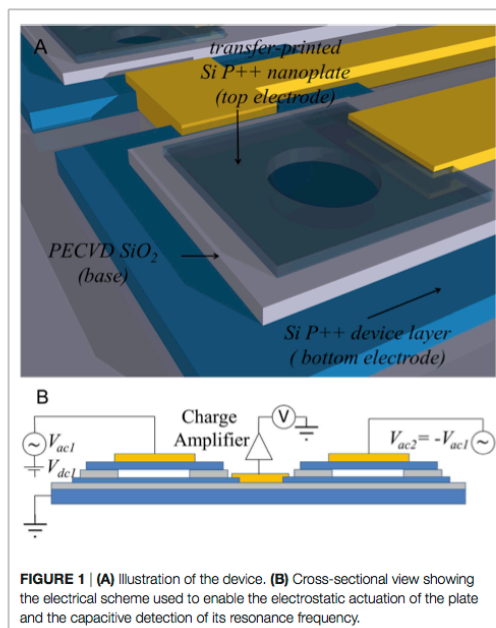 A
transfer-printed
Si P++ nanoplate
(top electrode)
PECVD SiO2
(base)
Si P++ device layer
( bottom electrode)
B
Charge
Amplifier
V
Vac1
Vdc1
Vac2= -Vac1
FIGURE 1 | (A) Illustration of the device. (B) Cross-sectional view showing
the electrical scheme used to enable the electrostatic actuation of the plate
and the capacitive detection of its resonance frequency.